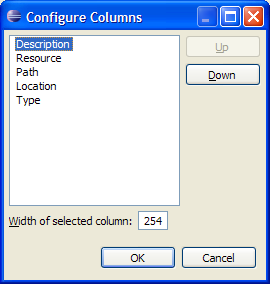 Configure Columns
Description
Resource
Path
Location
Type
Up
Down
Width of selected column: 254
OK
Cancel